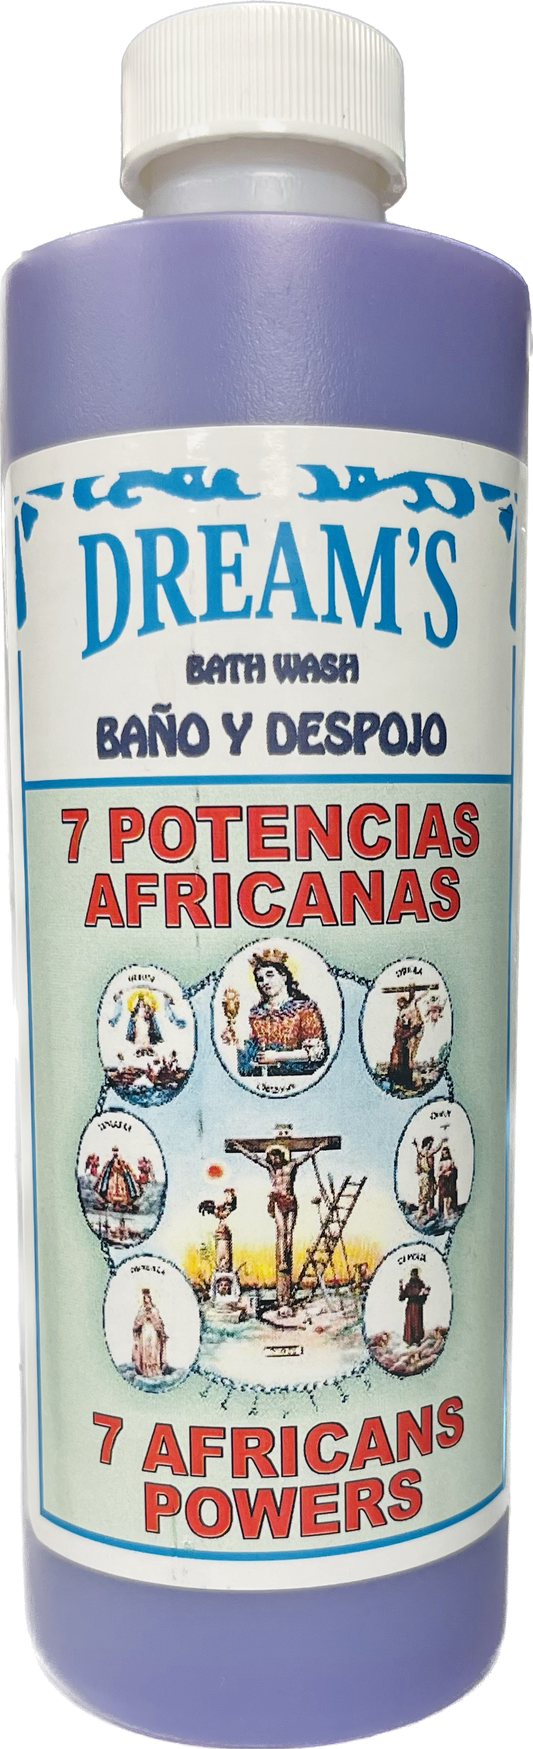 DREAM'S
BATH WASH
BAÑO Y DESPOJO
7 POTENCIAS
AFRICANAS
7 AFRICANS
POWERS